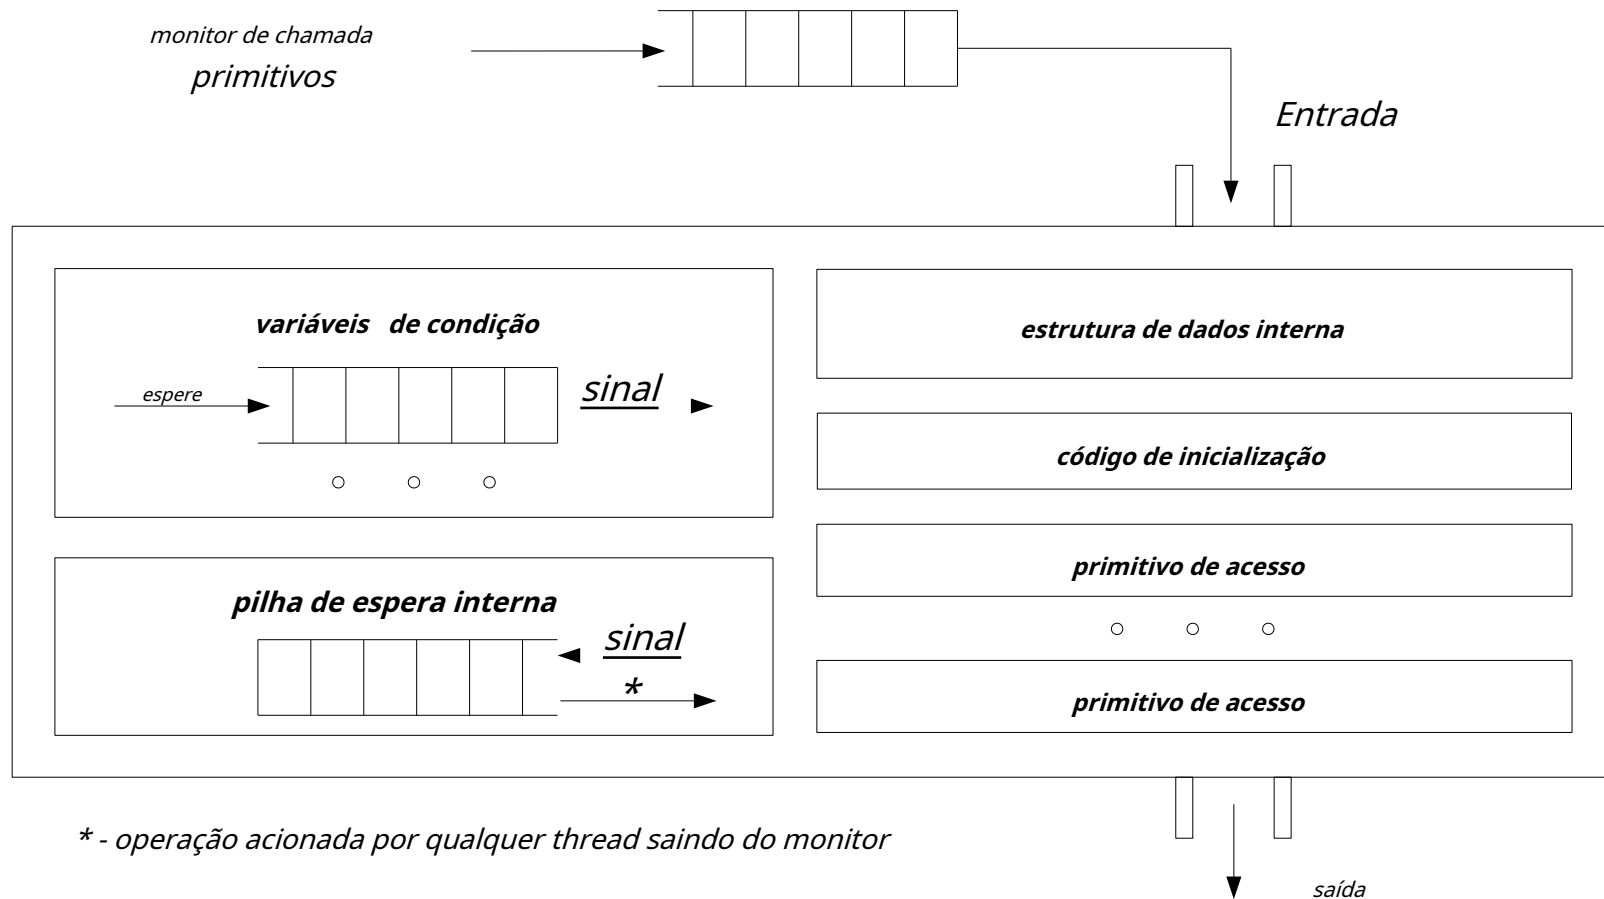 monitor de chamada
primitivos
Entrada
variáveis de condição
espere
sinal
pilha de espera interna
sinal
*
estrutura de dados interna
código de inicialização
primitivo de acesso
primitivo de acesso
* - operação acionada por qualquer thread saindo do monitor
saída